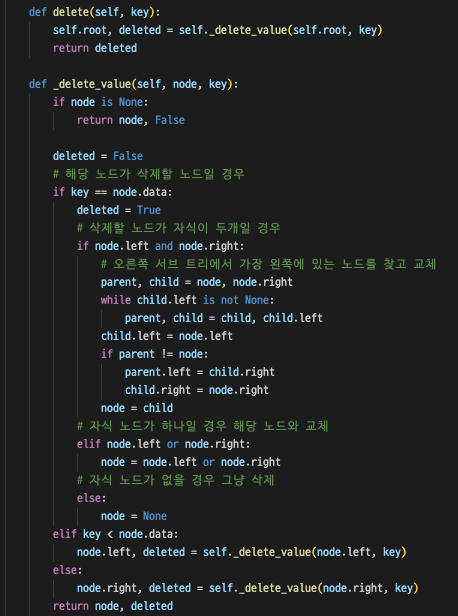 def delete(self, key):
    self.root, deleted = self._delete_value(self.root, key)
    return deleted

def _delete_value(self, node, key):
    if node is None:
        return node, False

    deleted = False
    # 해당 노드가 삭제할 노드일 경우
    if key == node.data:
        deleted = True
        # 삭제할 노드가 자식이 두개일 경우
        if node.left and node.right:
            # 오른쪽 서브 트리에서 가장 왼쪽에 있는 노드를 찾고 교체
            parent, child = node, node.right
            while child.left is not None:
                parent, child = child, child.left
            child.left = node.left
            if parent != node:
                parent.left = child.right
                child.right = node.right
            node = child
        # 자식 노드가 하나일 경우 해당 노드와 교체
        elif node.left or node.right:
            node = node.left or node.right
        # 자식 노드가 없을 경우 그냥 삭제
        else:
            node = None
    elif key < node.data:
        node.left, deleted = self._delete_value(node.left, key)
    else:
        node.right, deleted = self._delete_value(node.right, key)
    return node, deleted